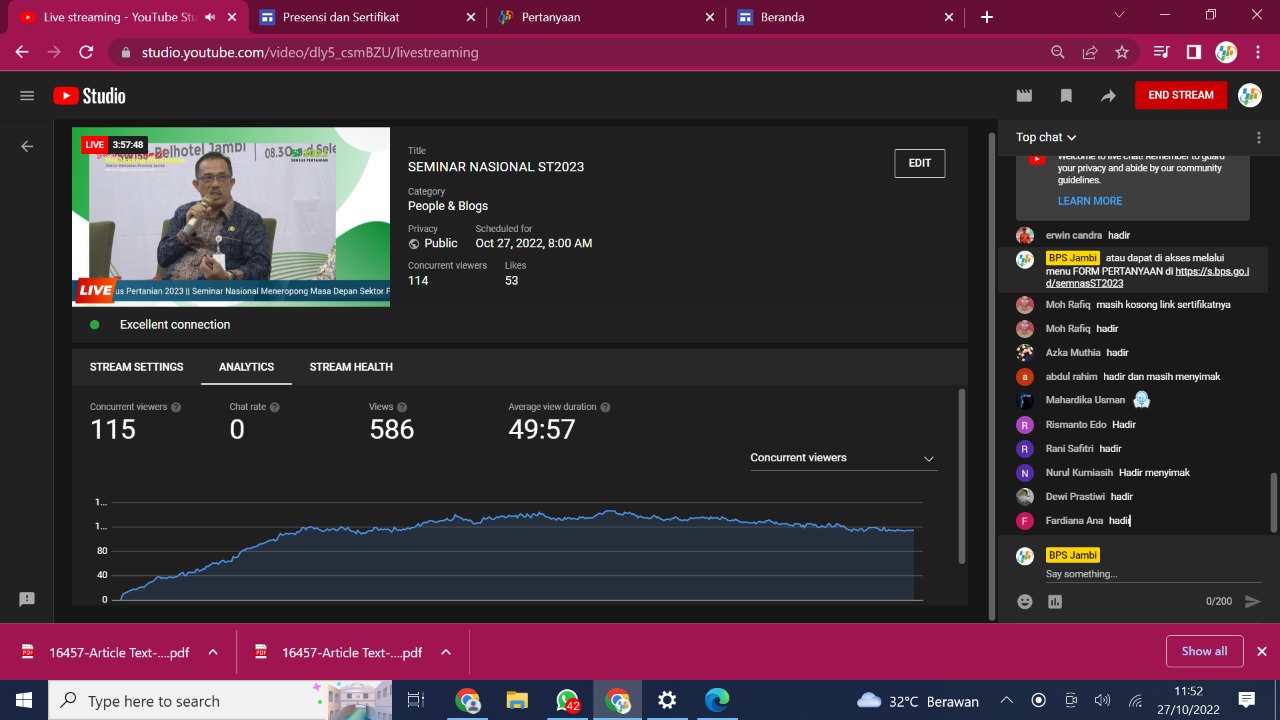 Live streaming - YouTube Stu
Presensi dan Sertifikat
Pertanyaan
Beranda
studio.youtube.com/video/dly5_csmBZU/livestreaming
Studio
END STREAM
LIVE 3:57:48
Belhotel Jambi
08.30
LIVE
us Pertanian 2023 || Seminar Nasional Meneropong Masa Depan Sektor P
Excellent connection
Title
SEMINAR NASIONAL ST2023
EDIT
Category
People & Blogs
Privacy
Scheduled for
Public
Oct 27, 2022, 8:00 AM
Concurrent viewers
Likes
114
53
STREAM SETTINGS
ANALYTICS
STREAM HEALTH
Concurrent viewers
Chat rate
Views
Average view duration
115
0
586
49:57
Concurrent viewers
1...
1...
80
40
0
Top chat
Welcome to live chat! Remember to guard
your privacy and abide by our community
guidelines.
LEARN MORE
erwin candra hadir
BPS Jambi atau dapat di akses melalui
menu FORM PERTANYAAN di https://s.bps.go.i
d/semnasST2023
Moh Rafiq masih kosong link sertifikatnya
Moh Rafiq hadir
Azka Muthia hadir
a abdul rahim hadir dan masih menyimak
Mahardika Usman
R Rismanto Edo Hadir
R Rani Safitri hadir
N Nurul Kurniasih Hadir menyimak
Dewi Prastiwi hadir
F Fardiana Ana hadir
BPS Jambi
Say something...
0/200
16457-Article Text-....pdf
16457-Article Text-....pdf
Show all
Type here to search
42
32°C Berawan
11:52
27/10/2022